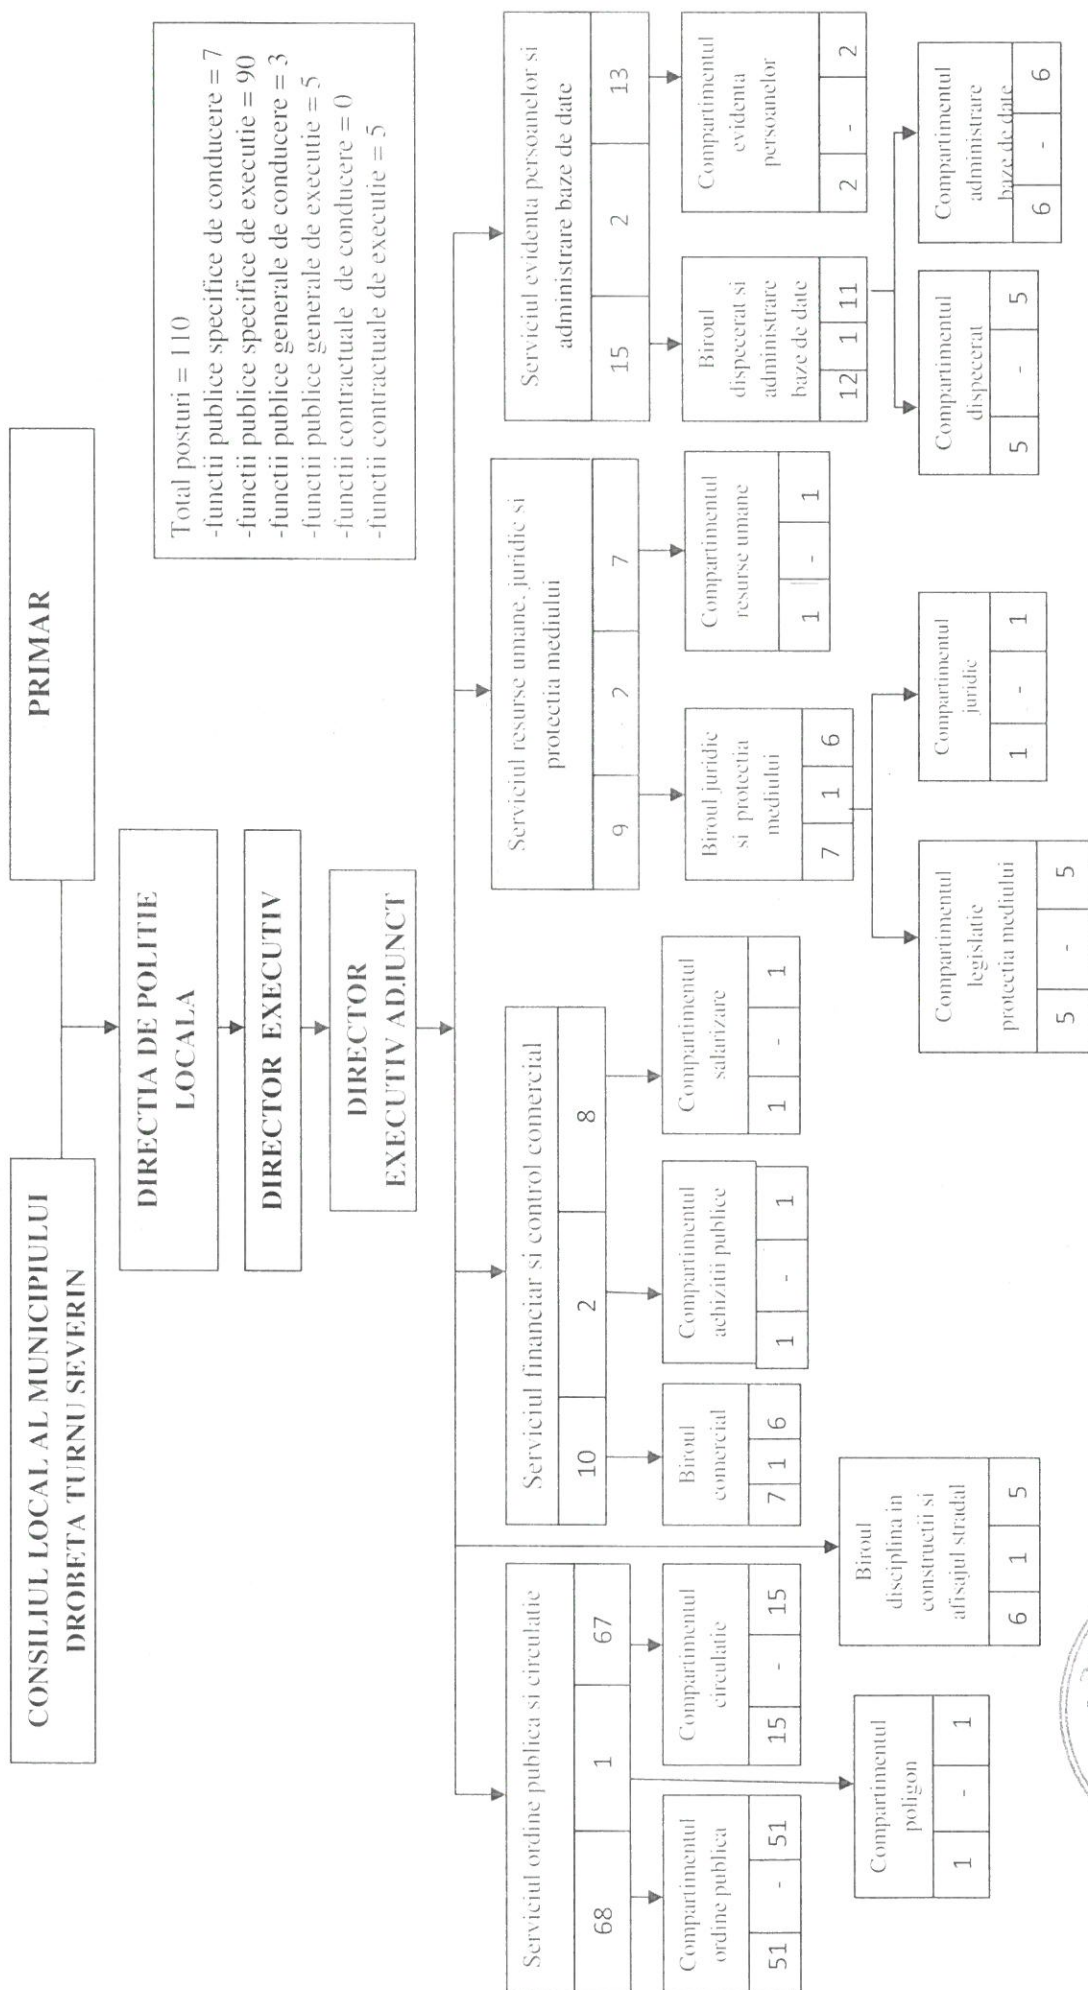 CONSILIUL LOCAL AL MUNICIPIULUI
DROBETA TURNU SEVERIN
PRIMAR
DIRECTIA DE POLITIE
LOCALA
DIRECTOR EXECUTIV
DIRECTOR
EXECUTIV ADJUNCT
Total posturi = 110
-functii publice specifice de conducere = 7
-functii publice specifice de executie = 90
-functii publice generale de conducere = 3
-functii publice generale de executie = 5
-functii contractuale de conducere = 0
-functii contractuale de executie = 5
Serviciul ordine publica si circulatie
68 1 67
Compartimentul
ordine publica
51 - 51
Compartimentul
circulatie
15 - 15
Compartimentul
poligon
1 - 1
Biroul
disciplina in
constructii si
afisajul stradal
6 1 5
Serviciul financiar si control comercial
10 2 8
Biroul
comercial
7 1 6
Compartimentul
achizitii publice
1 - 1
Compartimentul
salarizare
1 - 1
Serviciul resurse umane, juridic si
protectia mediului
9 2 7
Biroul juridic
si protectia
mediului
7 1 6
Compartimentul
resurse umane
1 - 1
Compartimentul
legislatie
protectia mediului
5 - 5
Compartimentul
juridic
1 - 1
Serviciul evidenta persoanelor si
administrare baze de date
15 2 13
Biroul
dispecerat si
administrare
baze de date
12 1 11
Compartimentul
evidenta
persoanelor
2 - 2
Compartimentul
dispecerat
5 - 5
Compartimentul
administrare
baze de date
6 - 6